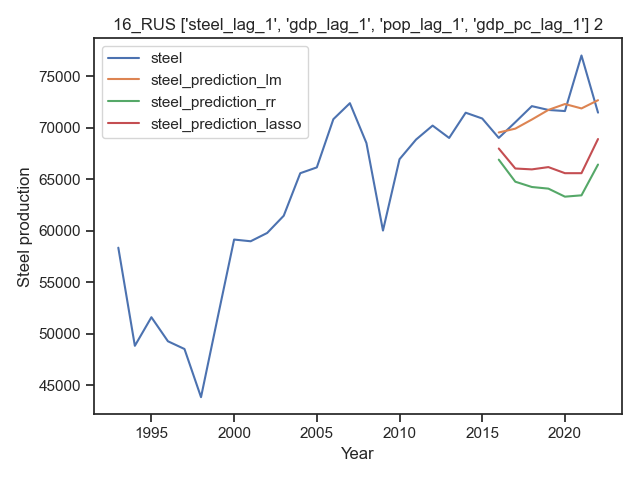 16_RUS ['steel_lag_1', 'gdp_lag_1', 'pop_lag_1', 'gdp_pc_lag_1'] 2
steel
steel_prediction_lm
steel_prediction_rr
steel_prediction_lasso
Steel production
75000
70000
65000
60000
55000
50000
45000
1995
2000
2005
2010
2015
2020
Year